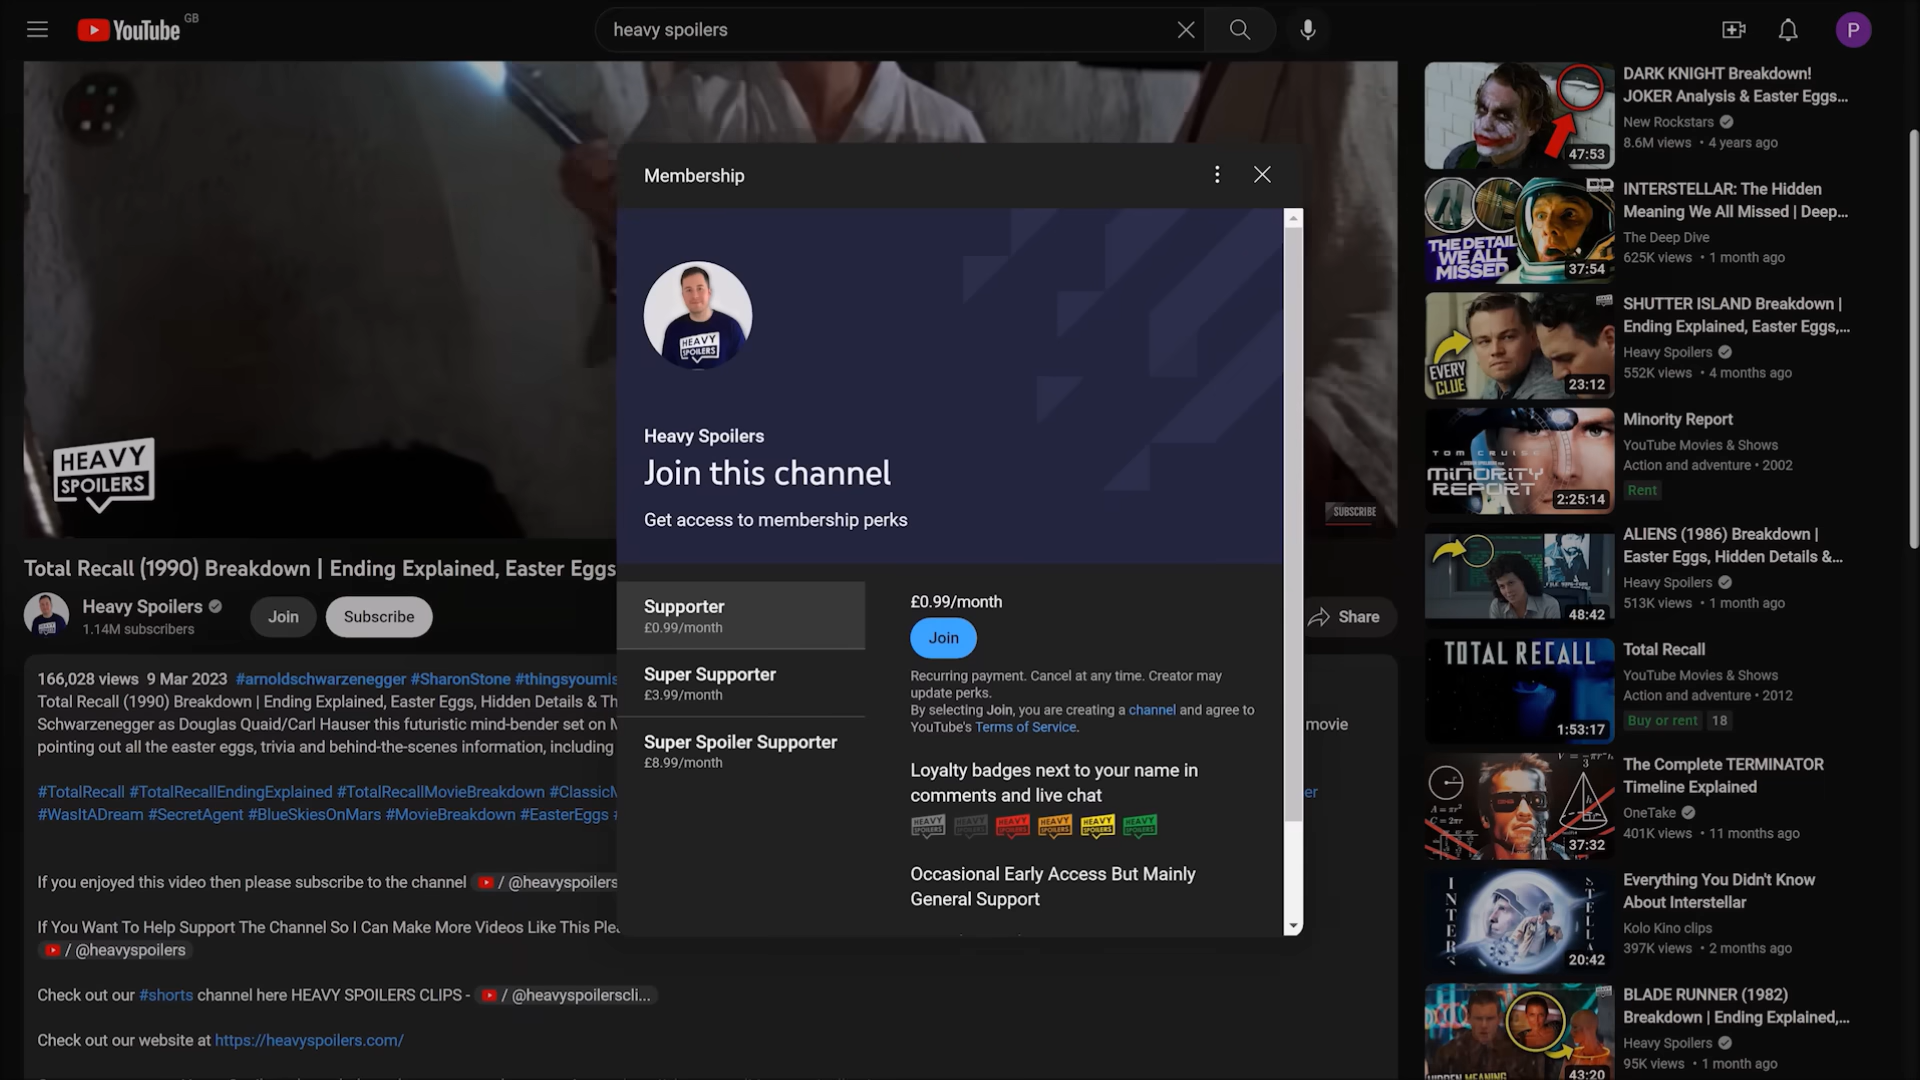 YouTube GB
heavy spoilers
P
HEAVY
SPOILERS
SUBSCRIBE
Total Recall (1990) Breakdown | Ending Explained, Easter Eggs
Heavy Spoilers
1.14M subscribers
Join
Subscribe
Share
166,028 views 9 Mar 2023 #arnoldschwarzenegger #SharonStone #thingsyoumis
Total Recall (1990) Breakdown | Ending Explained, Easter Eggs, Hidden Details & Th
Schwarzenegger as Douglas Quaid/Carl Hauser this futuristic mind-bender set on M
movie
pointing out all the easter eggs, trivia and behind-the-scenes information, including
#TotalRecall #TotalRecallEndingExplained #TotalRecallMovieBreakdown #ClassicM
er
#WasItADream #SecretAgent #BlueSkiesOnMars #MovieBreakdown #EasterEggs #
If you enjoyed this video then please subscribe to the channel / @heavyspoilers
If You Want To Help Support The Channel So I Can Make More Videos Like This Ple
/ @heavyspoilers
Check out our #shorts channel here HEAVY SPOILERS CLIPS - / @heavyspoilerscli...
Check out our website at https://heavyspoilers.com/
Membership
HEAVY
SPOILERS
Heavy Spoilers
Join this channel
Get access to membership perks
Supporter
£0.99/month
Super Supporter
£3.99/month
Super Spoiler Supporter
£8.99/month
£0.99/month
Join
Recurring payment. Cancel at any time. Creator may
update perks.
By selecting Join, you are creating a channel and agree to
YouTube's Terms of Service.
Loyalty badges next to your name in
comments and live chat
HEAVY SPOILERS HEAVY SPOILERS HEAVY SPOILERS HEAVY SPOILERS HEAVY SPOILERS HEAVY SPOILERS
Occasional Early Access But Mainly
General Support
47:53
DARK KNIGHT Breakdown!
JOKER Analysis & Easter Eggs...
New Rockstars
8.6M views • 4 years ago
THE DETAIL
WE ALL
MISSED
37:54
INTERSTELLAR: The Hidden
Meaning We All Missed | Deep...
The Deep Dive
625K views • 1 month ago
EVERY
CLUE
23:12
SHUTTER ISLAND Breakdown |
Ending Explained, Easter Eggs,...
Heavy Spoilers
552K views • 4 months ago
TOM CRUISE
MINORITY
REPORT
2:25:14
Minority Report
YouTube Movies & Shows
Action and adventure • 2002
Rent
48:42
ALIENS (1986) Breakdown |
Easter Eggs, Hidden Details &...
Heavy Spoilers
513K views • 1 month ago
TOTAL RECALL
1:53:17
Total Recall
YouTube Movies & Shows
Action and adventure • 2012
Buy or rent 18
37:32
The Complete TERMINATOR
Timeline Explained
OneTake
401K views • 11 months ago
INTER
STELLA
20:42
Everything You Didn't Know
About Interstellar
Kolo Kino clips
397K views • 2 months ago
HIDDEN MEANING
43:20
BLADE RUNNER (1982)
Breakdown | Ending Explained,...
Heavy Spoilers
95K views • 1 month ago